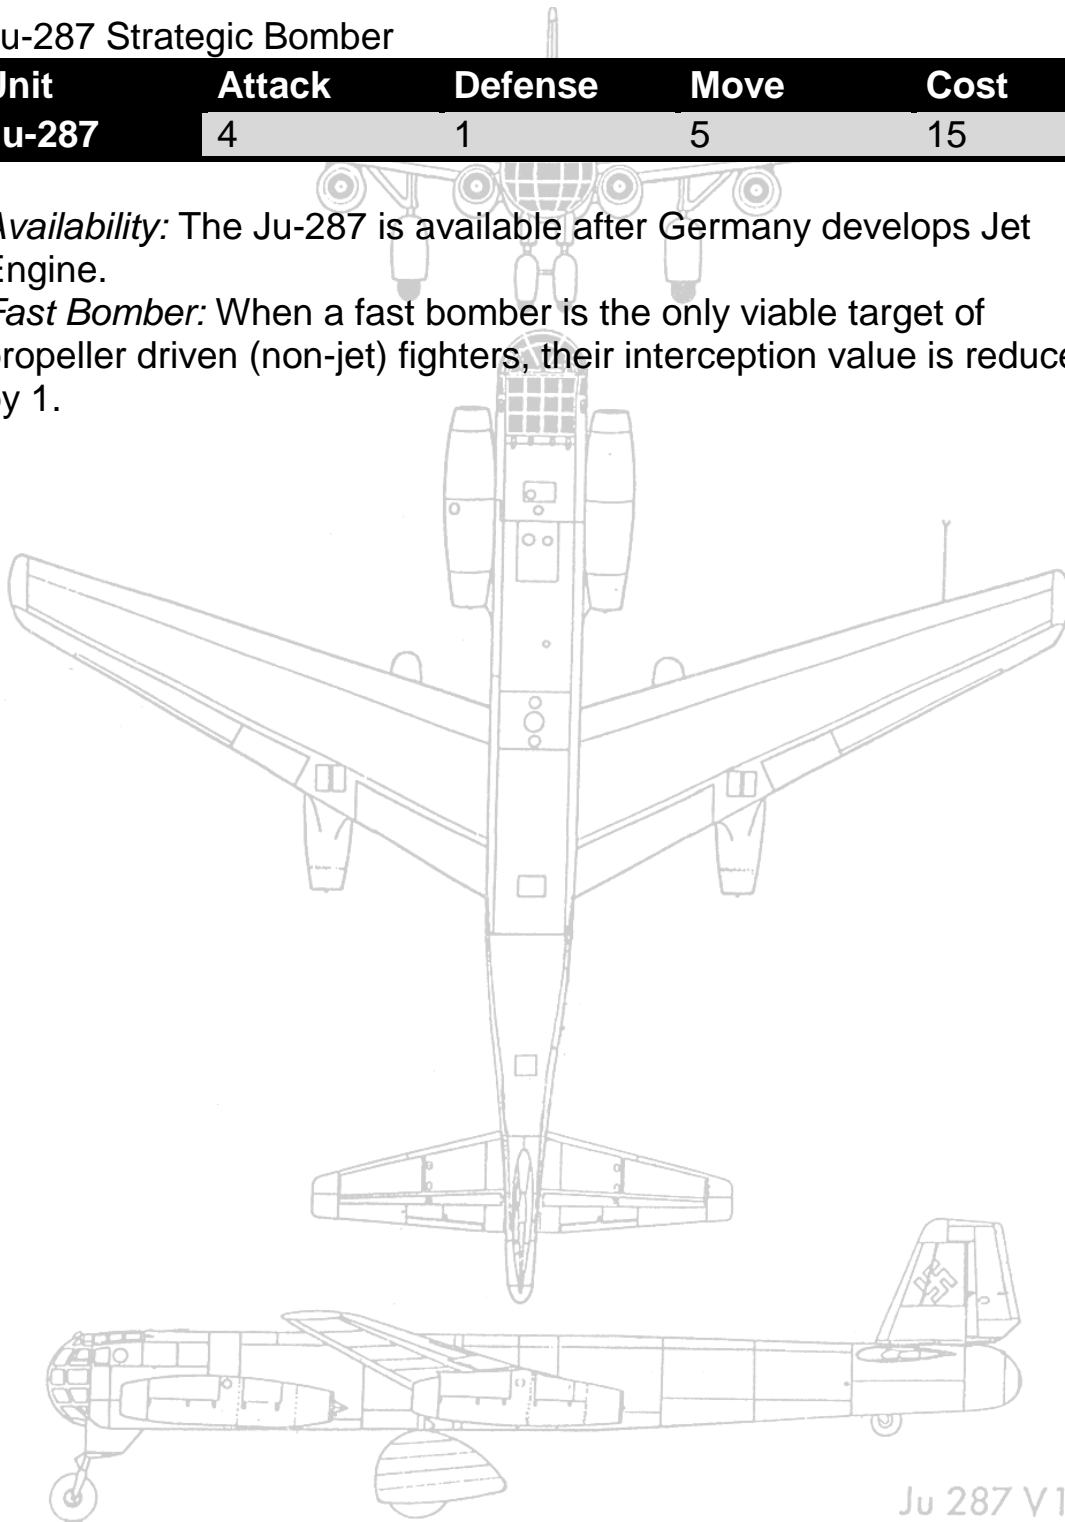 u-287 Strategic Bomber
Unit Attack Defense Move Cost
Ju-287 4 1 5 15
Availability: The Ju-287 is available after Germany develops Jet
Engine.
Fast Bomber: When a fast bomber is the only viable target of
propeller driven (non-jet) fighters, their interception value is reduce
by 1.
Ju 287 V1